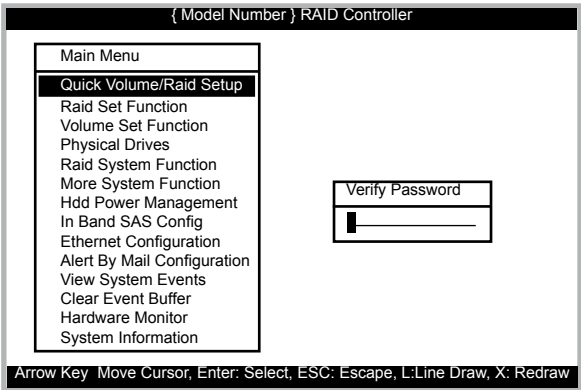 { Model Number } RAID Controller
Main Menu
Quick Volume/Raid Setup
Raid Set Function
Volume Set Function
Physical Drives
Raid System Function
More System Function
Hdd Power Management
In Band SAS Config
Ethernet Configuration
Alert By Mail Configuration
View System Events
Clear Event Buffer
Hardware Monitor
System Information
Verify Password
Arrow Key Move Cursor, Enter: Select, ESC: Escape, L:Line Draw, X: Redraw